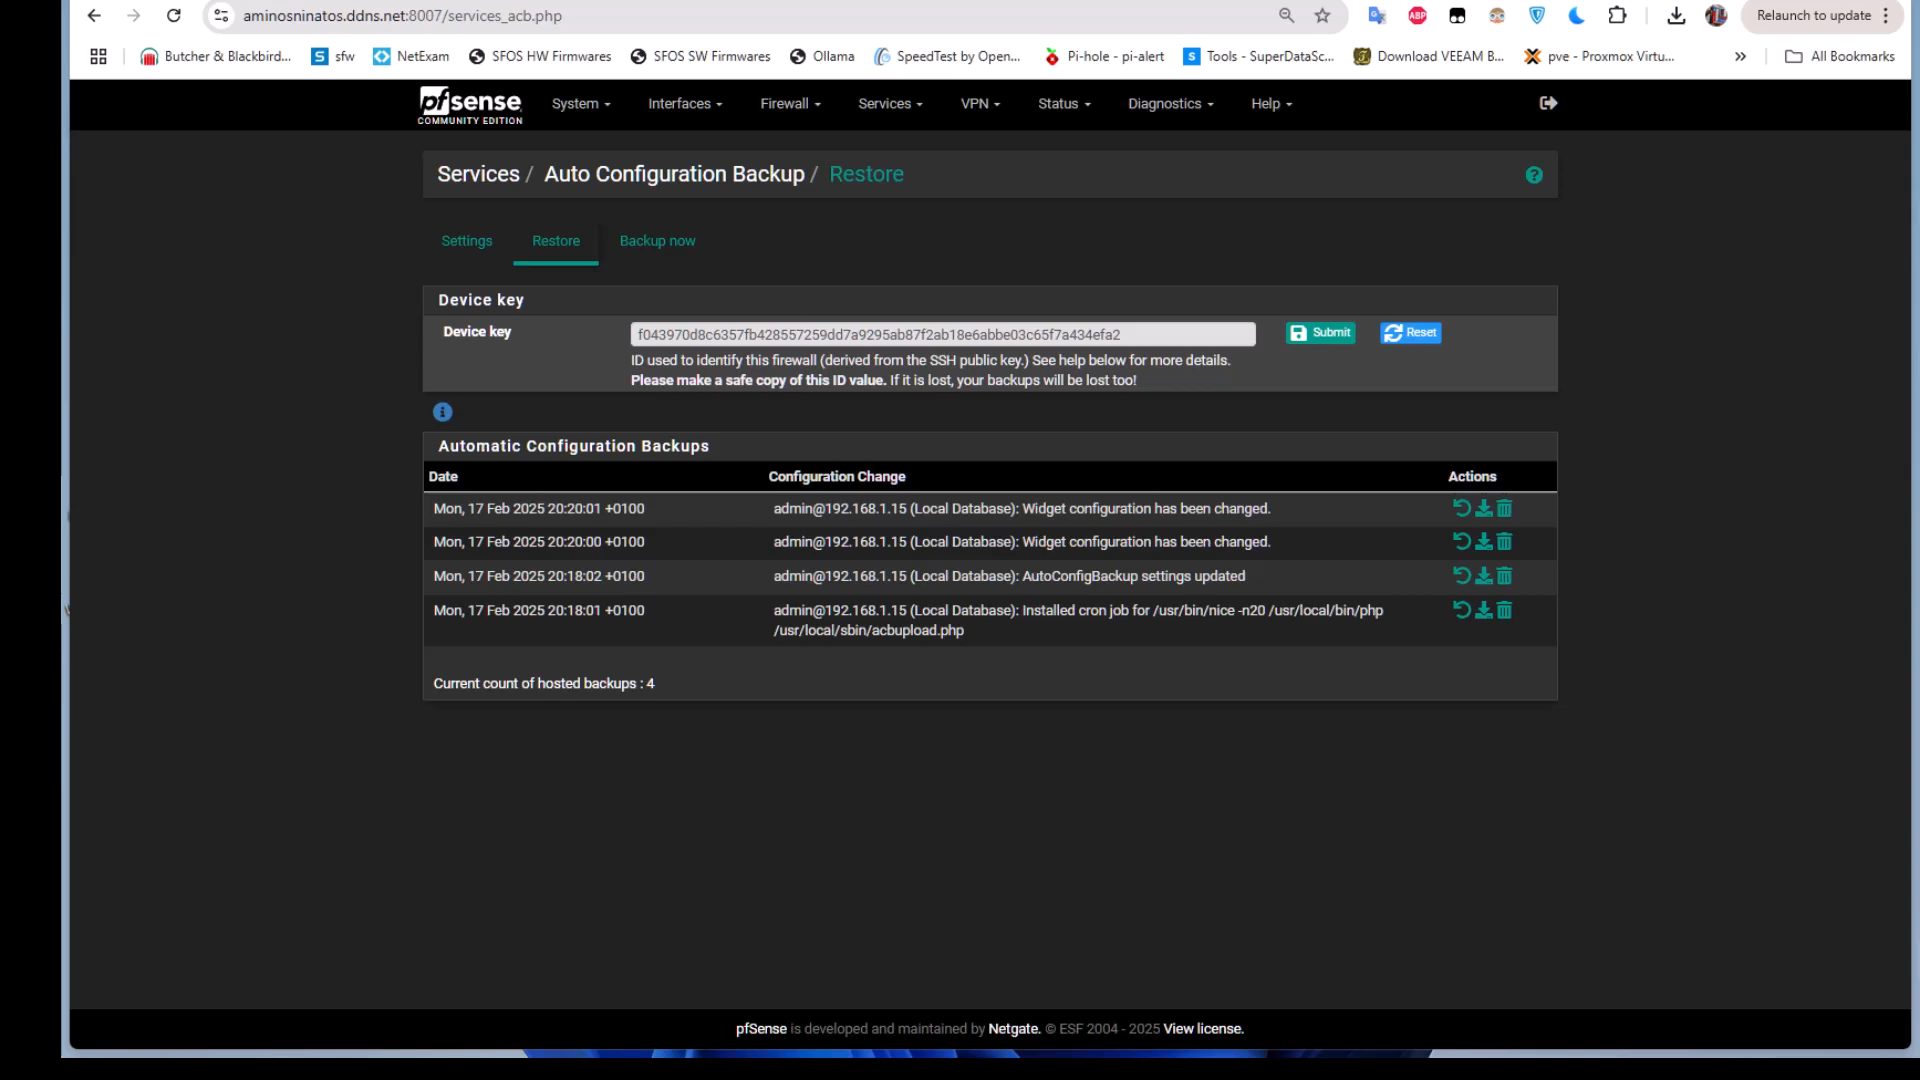 aminosninatos.ddns.net:8007/services_acb.php
ABP
Relaunch to update
Butcher & Blackbird...
sfw
NetExam
SFOS HW Firmwares
SFOS SW Firmwares
Ollama
SpeedTest by Open...
Pi-hole - pi-alert
Tools - SuperDataSc...
Download VEEAM B...
pve - Proxmox Virtu...
All Bookmarks
pfsense
COMMUNITY EDITION
System
Interfaces
Firewall
Services
VPN
Status
Diagnostics
Help
Services / Auto Configuration Backup / Restore
Settings
Restore
Backup now
Device key
Device key
f043970d8c6357fb428557259dd7a9295ab87f2ab18e6abbe03c65f7a434efa2
Submit
Reset
ID used to identify this firewall (derived from the SSH public key.) See help below for more details.
Please make a safe copy of this ID value. If it is lost, your backups will be lost too!
Automatic Configuration Backups
Date Configuration Change Actions
Mon, 17 Feb 2025 20:20:01 +0100 admin@192.168.1.15 (Local Database): Widget configuration has been changed.
Mon, 17 Feb 2025 20:20:00 +0100 admin@192.168.1.15 (Local Database): Widget configuration has been changed.
Mon, 17 Feb 2025 20:18:02 +0100 admin@192.168.1.15 (Local Database): AutoConfigBackup settings updated
Mon, 17 Feb 2025 20:18:01 +0100 admin@192.168.1.15 (Local Database): Installed cron job for /usr/bin/nice -n20 /usr/local/bin/php
/usr/local/sbin/acbupload.php
Current count of hosted backups : 4
pfSense is developed and maintained by Netgate. © ESF 2004 - 2025 View license.